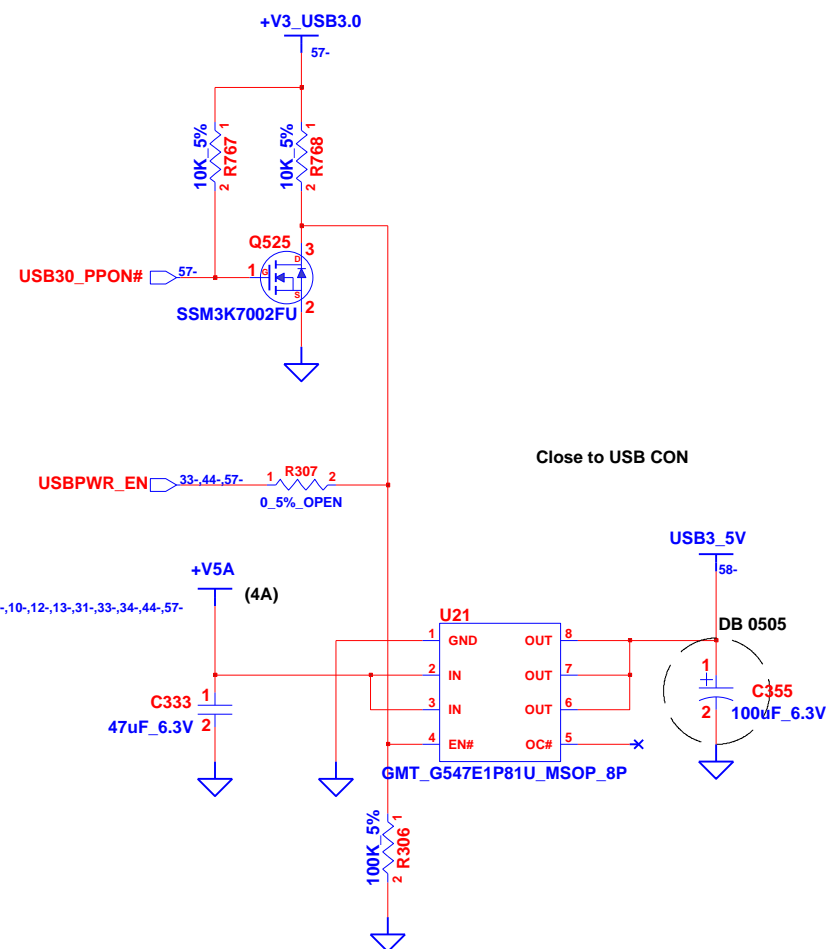 +V3_USB3.0
57-
10K_5%
1
R767
2
10K_5%
1
R768
2
Q525
3
D
USB30_PPON#
57-
1
G
S
2
SSM3K7002FU
Close to USB CON
USBPWR_EN
33-,44-,57-
1
R307
2
0_5%_OPEN
USB3_5V
58-
+V5A
(4A)
-,10-,12-,13-,31-,33-,34-,44-,57-
U21
DB 0505
1
GND
OUT
8
2
IN
OUT
7
3
IN
OUT
6
4
EN#
OC#
5
GMT_G547E1P81U_MSOP_8P
C333
1
2
47uF_6.3V
1
+
C355
2
100uF_6.3V
100K_5%
1
R306
2